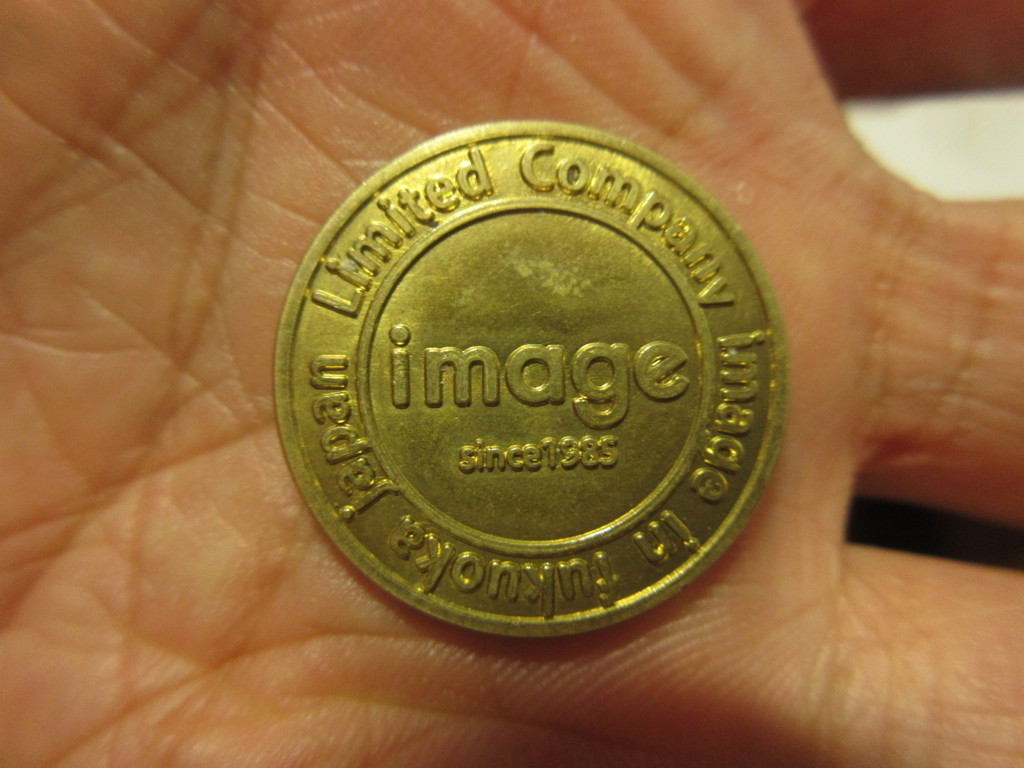 Limited Company image in fukuoka japan
image
since1985